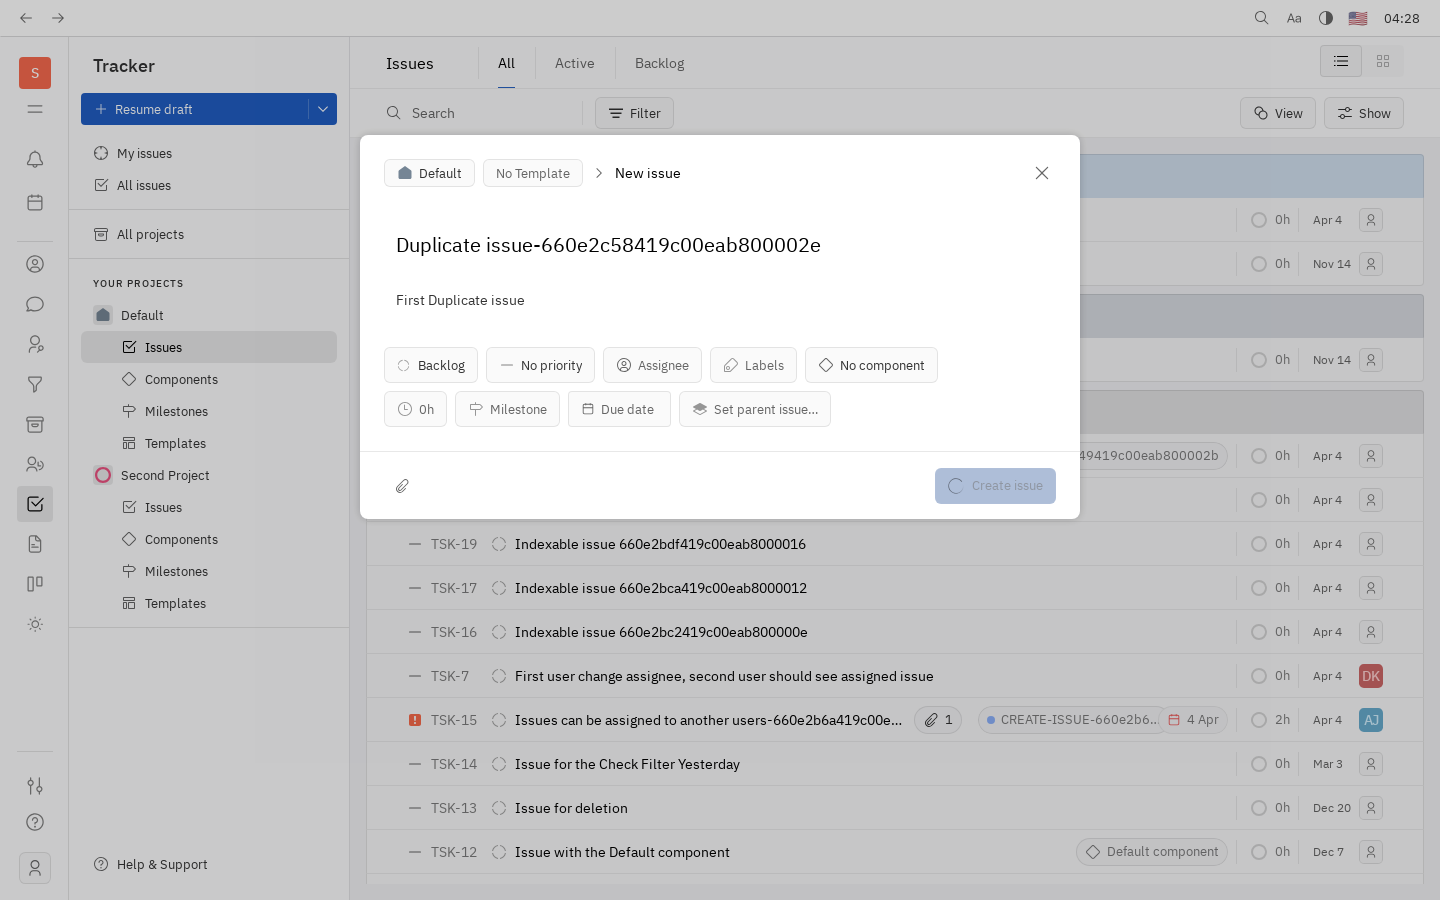 Aa 04:28
S
Tracker
Resume draft
My issues
All issues
All projects
YOUR PROJECTS
Default
Issues
Components
Milestones
Templates
Second Project
Issues
Components
Milestones
Templates
Help & Support
Issues All Active Backlog
Search Filter View Show
0h Apr 4
0h Nov 14
0h Nov 14
Default No Template New issue
Duplicate issue-660e2c58419c00eab800002e
First Duplicate issue
Backlog No priority Assignee Labels No component
0h Milestone Due date Set parent issue...
Create issue
49419c00eab800002b 0h Apr 4
0h Apr 4
TSK-19 Indexable issue 660e2bdf419c00eab8000016 0h Apr 4
TSK-17 Indexable issue 660e2bca419c00eab8000012 0h Apr 4
TSK-16 Indexable issue 660e2bc2419c00eab800000e 0h Apr 4
TSK-7 First user change assignee, second user should see assigned issue 0h Apr 4 DK
TSK-15 Issues can be assigned to another users-660e2b6a419c00e... 1 CREATE-ISSUE-660e2b6... 4 Apr 2h Apr 4 AJ
TSK-14 Issue for the Check Filter Yesterday 0h Mar 3
TSK-13 Issue for deletion 0h Dec 20
TSK-12 Issue with the Default component Default component 0h Dec 7